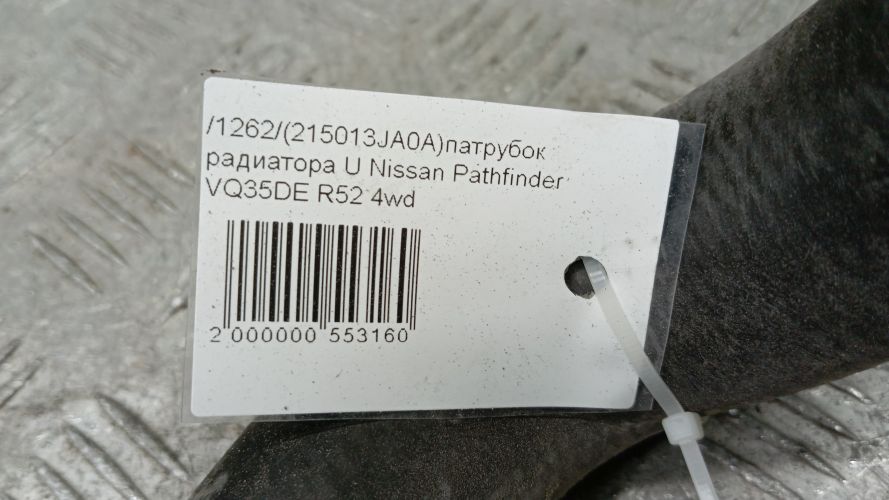 /1262/(215013JA0A)патрубок
радиатора U Nissan Pathfinder
VQ35DE R52 4wd
2 000000 553160